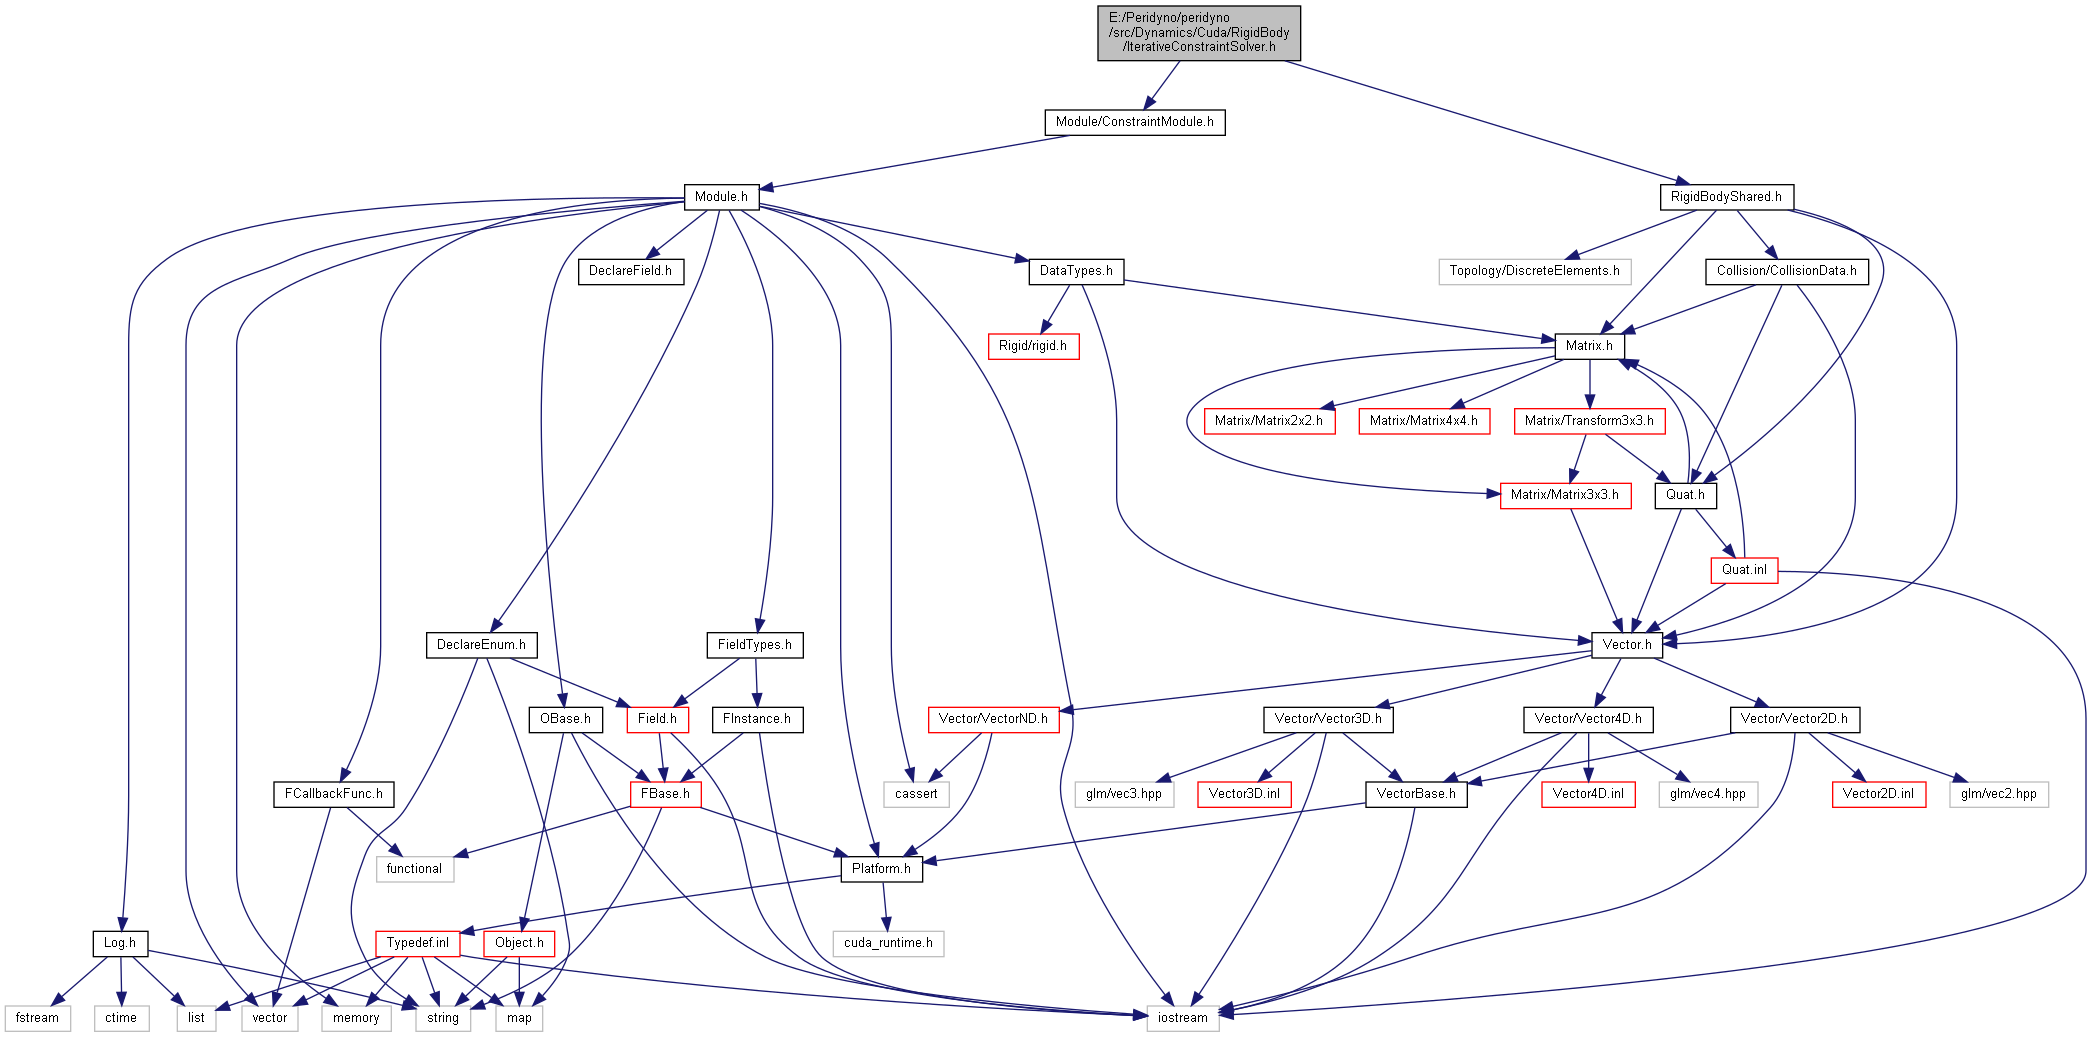 E:/Peridyno/peridyno
/src/Dynamics/Cuda/RigidBody
/IterativeConstraintSolver.h
Module/ConstraintModule.h
Module.h
RigidBodyShared.h
DeclareField.h
DataTypes.h
Topology/DiscreteElements.h
Collision/CollisionData.h
Rigid/rigid.h
Matrix.h
Matrix/Matrix2x2.h
Matrix/Matrix4x4.h
Matrix/Transform3x3.h
Matrix/Matrix3x3.h
Quat.h
Quat.inl
DeclareEnum.h
FieldTypes.h
Vector.h
OBase.h
Field.h
FInstance.h
Vector/VectorND.h
Vector/Vector3D.h
Vector/Vector4D.h
Vector/Vector2D.h
FCallbackFunc.h
FBase.h
cassert
glm/vec3.hpp
Vector3D.inl
VectorBase.h
Vector4D.inl
glm/vec4.hpp
Vector2D.inl
glm/vec2.hpp
functional
Platform.h
Log.h
Typedef.inl
Object.h
cuda_runtime.h
fstream
ctime
list
vector
memory
string
map
iostream